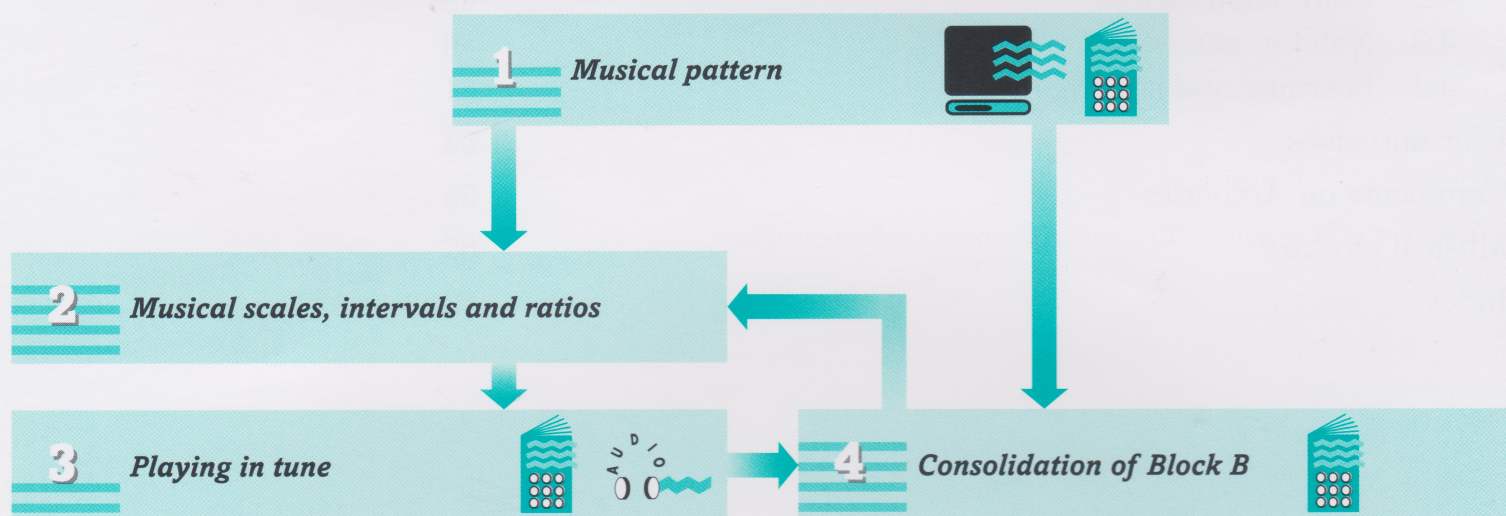 1 Musical pattern
2 Musical scales, intervals and ratios
3 Playing in tune
AUDIO
4 Consolidation of Block B